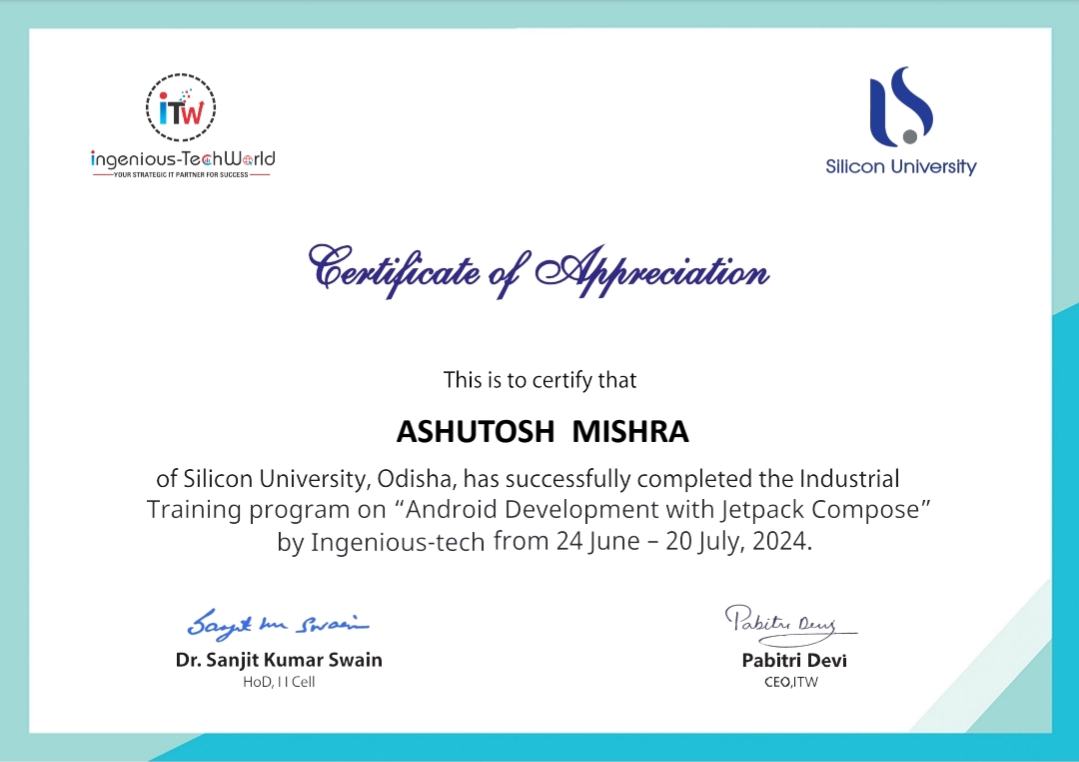 iTW
ingenious-TechWorld
YOUR STRATEGIC IT PARTNER FOR SUCCESS
Silicon University
Certificate of Appreciation
This is to certify that
ASHUTOSH MISHRA
of Silicon University, Odisha, has successfully completed the Industrial
Training program on “Android Development with Jetpack Compose”
by Ingenious-tech from 24 June – 20 July, 2024.
Sanjit Kr Swain
Pabitri Devi
Dr. Sanjit Kumar Swain
Pabitri Devi
HoD, I I Cell
CEO,ITW